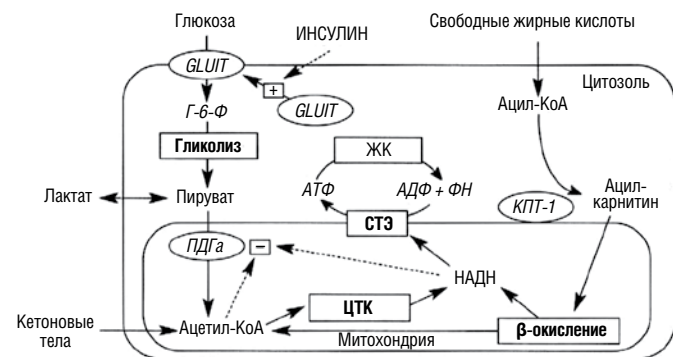 Глюкоза
ИНСУЛИН
Свободные жирные кислоты
GLUIT
+
GLUIT
Цитозоль
Г-6-Ф
Ацил-КоА
Гликолиз
ЖК
Лактат
Пируват
АТФ
АДФ + ФН
КПТ-1
Ацил-
карнитин
СТЭ
ПДГа
–
НАДН
Кетоновые
тела
Ацетил-КоА
ЦТК
Митохондрия
β-окисление